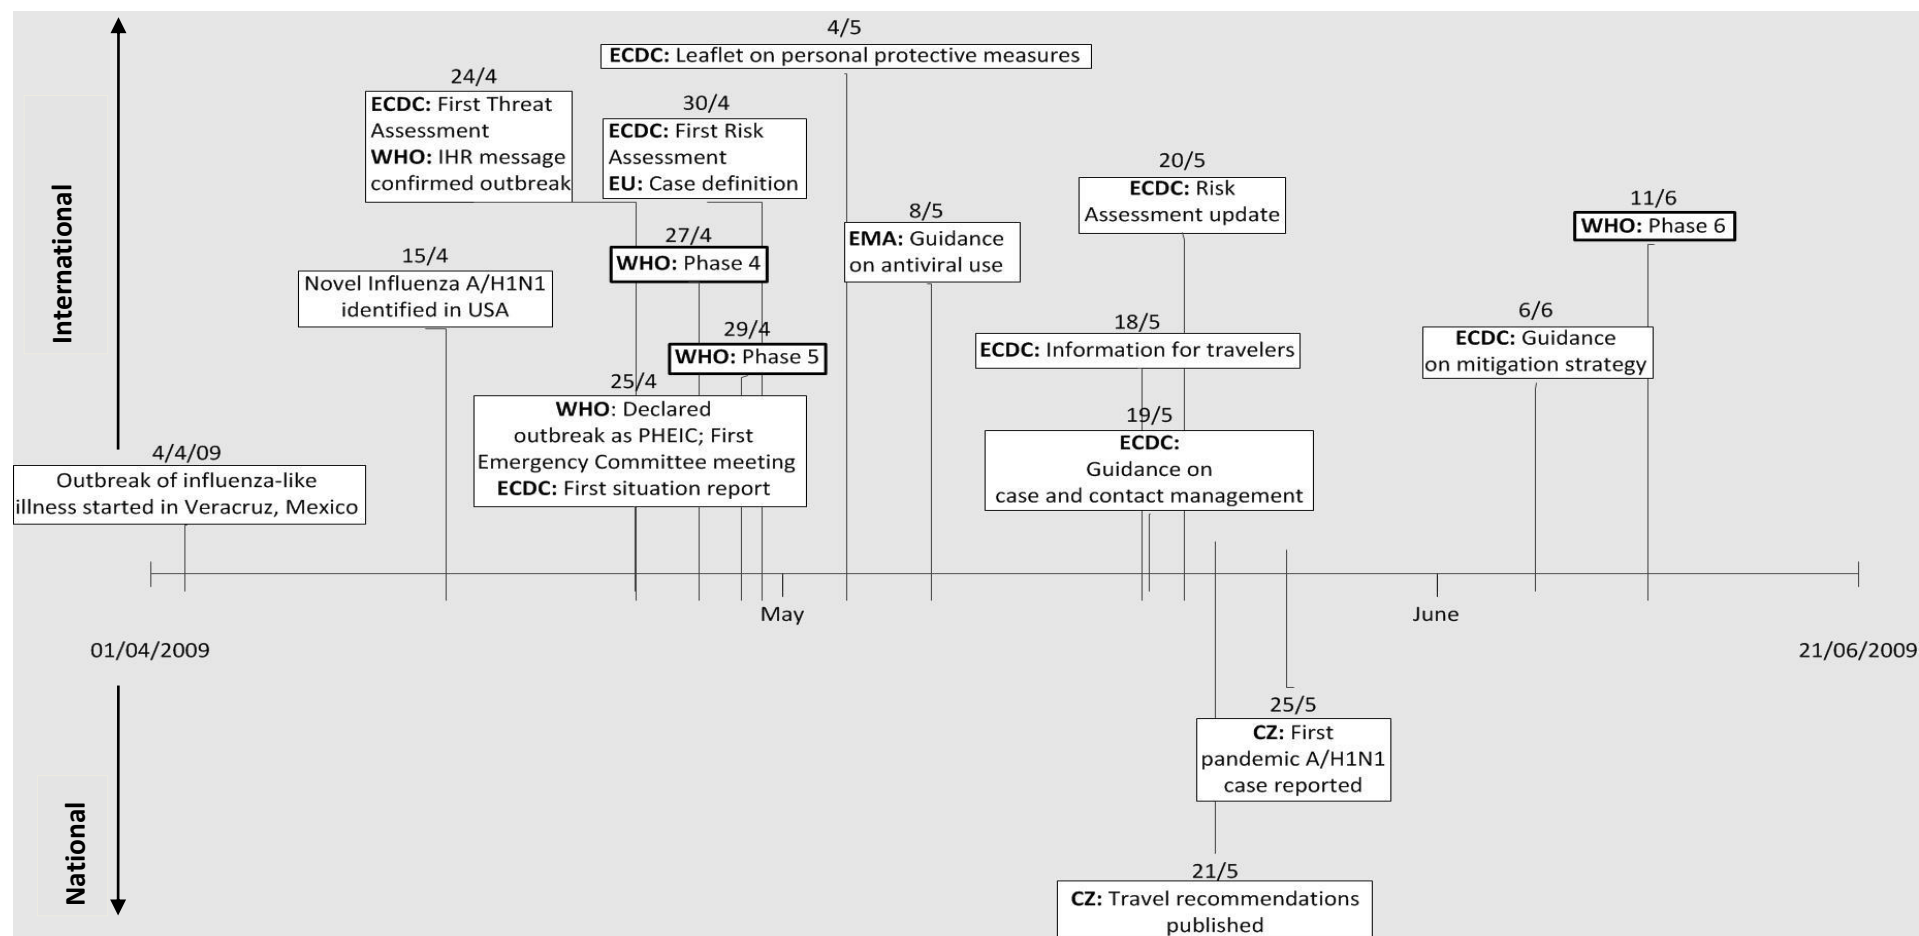 4/5
ECDC: Leaflet on personal protective measures
24/4
ECDC: First Threat
Assessment
WHO: IHR message
confirmed outbreak
30/4
ECDC: First Risk
Assessment
EU: Case definition
20/5
ECDC: Risk
Assessment update
11/6
WHO: Phase 6
8/5
EMA: Guidance
on antiviral use
27/4
WHO: Phase 4
15/4
Novel Influenza A/H1N1
identified in USA
International
29/4
WHO: Phase 5
18/5
ECDC: Information for travelers
6/6
ECDC: Guidance
on mitigation strategy
25/4
WHO: Declared
outbreak as PHEIC; First
Emergency Committee meeting
ECDC: First situation report
19/5
ECDC:
Guidance on
case and contact management
4/4/09
Outbreak of influenza-like
illness started in Veracruz, Mexico
May
June
01/04/2009
21/06/2009
25/5
CZ: First
pandemic A/H1N1
case reported
National
21/5
CZ: Travel recommendations
published